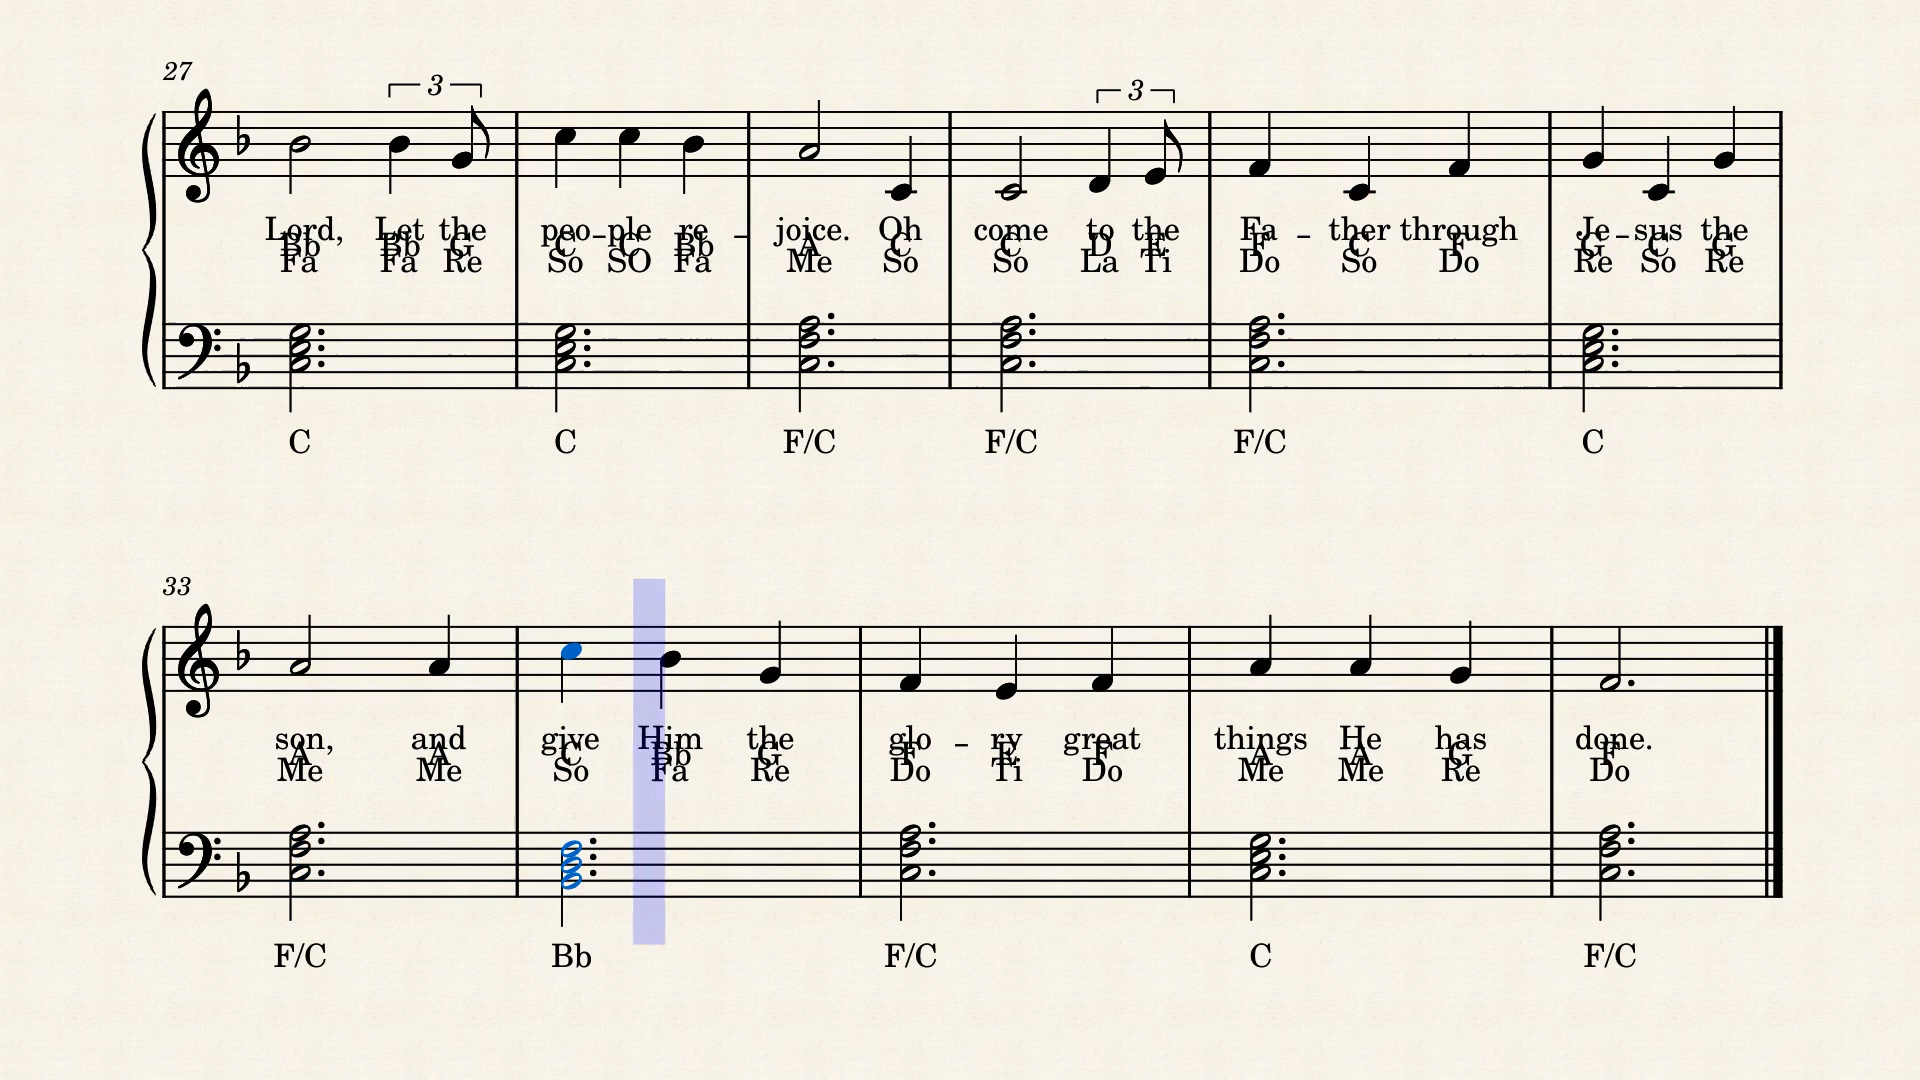 27
3 3
Lord, Let the peo - ple re - joice. Oh come to the Fa - ther through Je - sus the
Bb Bb G C C Bb A C C D E F C F G C G
Fa Fa Re So SO Fa Me So So La Ti Do So Do Re So Re
C C F/C F/C F/C C
33
son, and give Him the glo - ry great things He has done.
A A C Bb G F E F A A G F
Me Me So Fa Re Do Ti Do Me Me Re Do
F/C Bb F/C C F/C